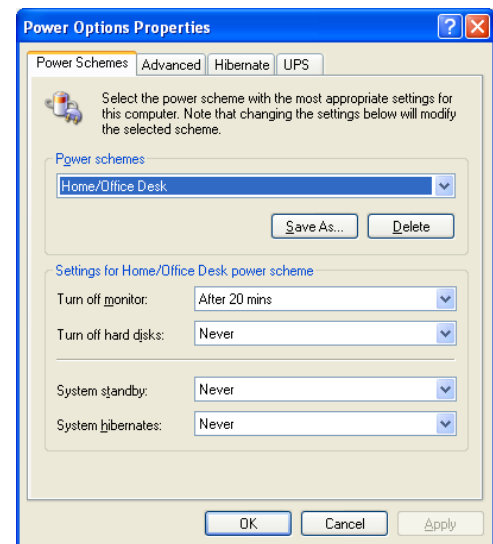 Power Options Properties
Power Schemes Advanced Hibernate UPS
Select the power scheme with the most appropriate settings for
this computer. Note that changing the settings below will modify
the selected scheme.
Power schemes
Home/Office Desk
Save As... Delete
Settings for Home/Office Desk power scheme
Turn off monitor: After 20 mins
Turn off hard disks: Never
System standby: Never
System hibernates: Never
OK Cancel Apply